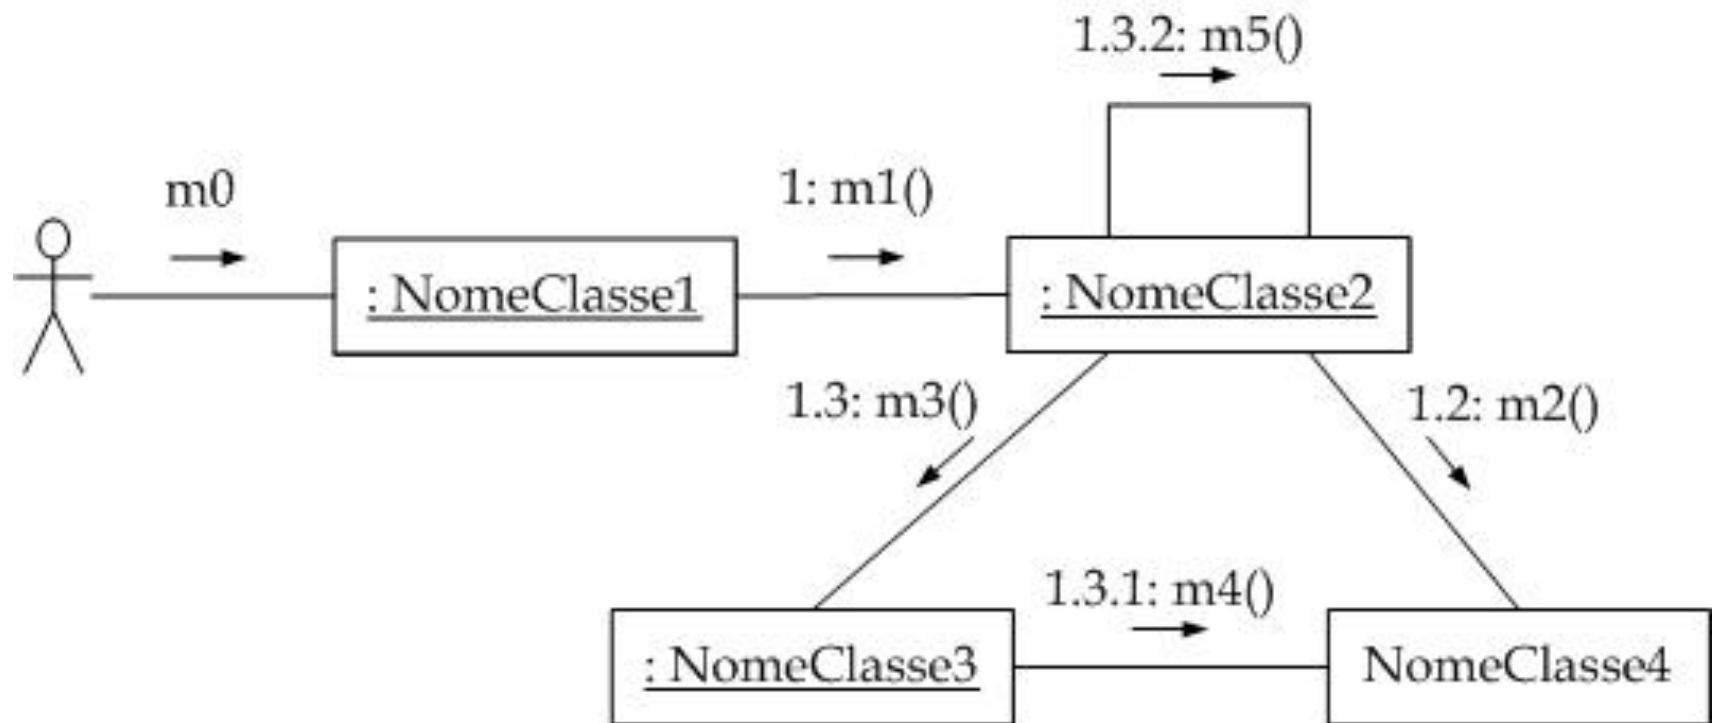 1.3.2: m5()
m0
1: m1()
: NomeClasse1
: NomeClasse2
1.3: m3()
1.2: m2()
1.3.1: m4()
: NomeClasse3
NomeClasse4